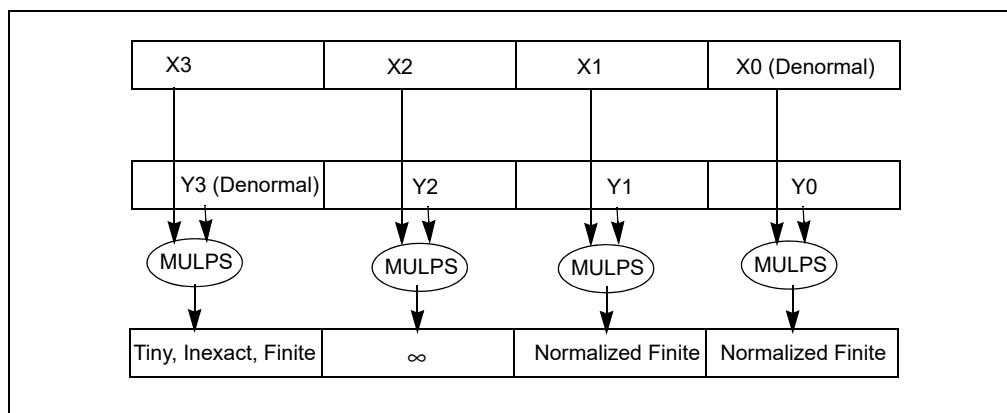 X3 X2 X1 X0 (Denormal)
Y3 (Denormal) Y2 Y1 Y0
MULPS MULPS MULPS MULPS
Tiny, Inexact, Finite ∞ Normalized Finite Normalized Finite